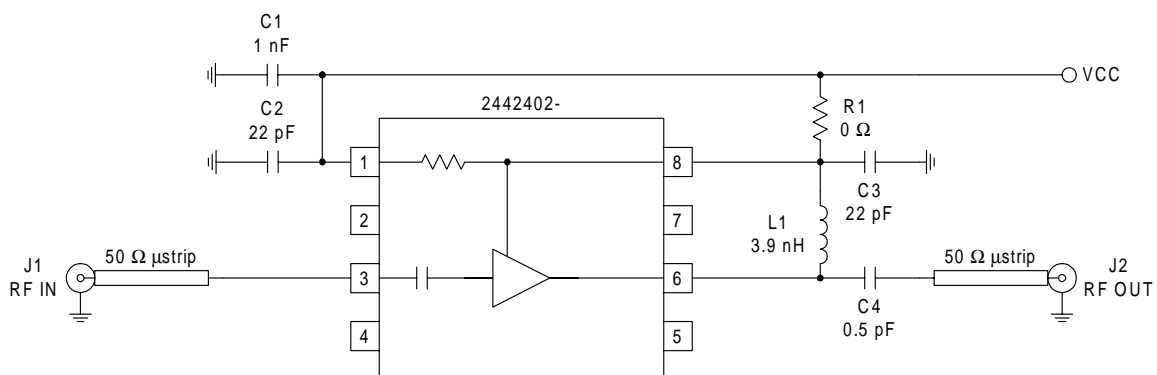 C1
1 nF
VCC
C2
22 pF
2442402-
R1
0 Ω
1
8
C3
22 pF
2
7
L1
3.9 nH
J1
RF IN
50 Ω µstrip
3
6
50 Ω µstrip
J2
RF OUT
C4
0.5 pF
4
5